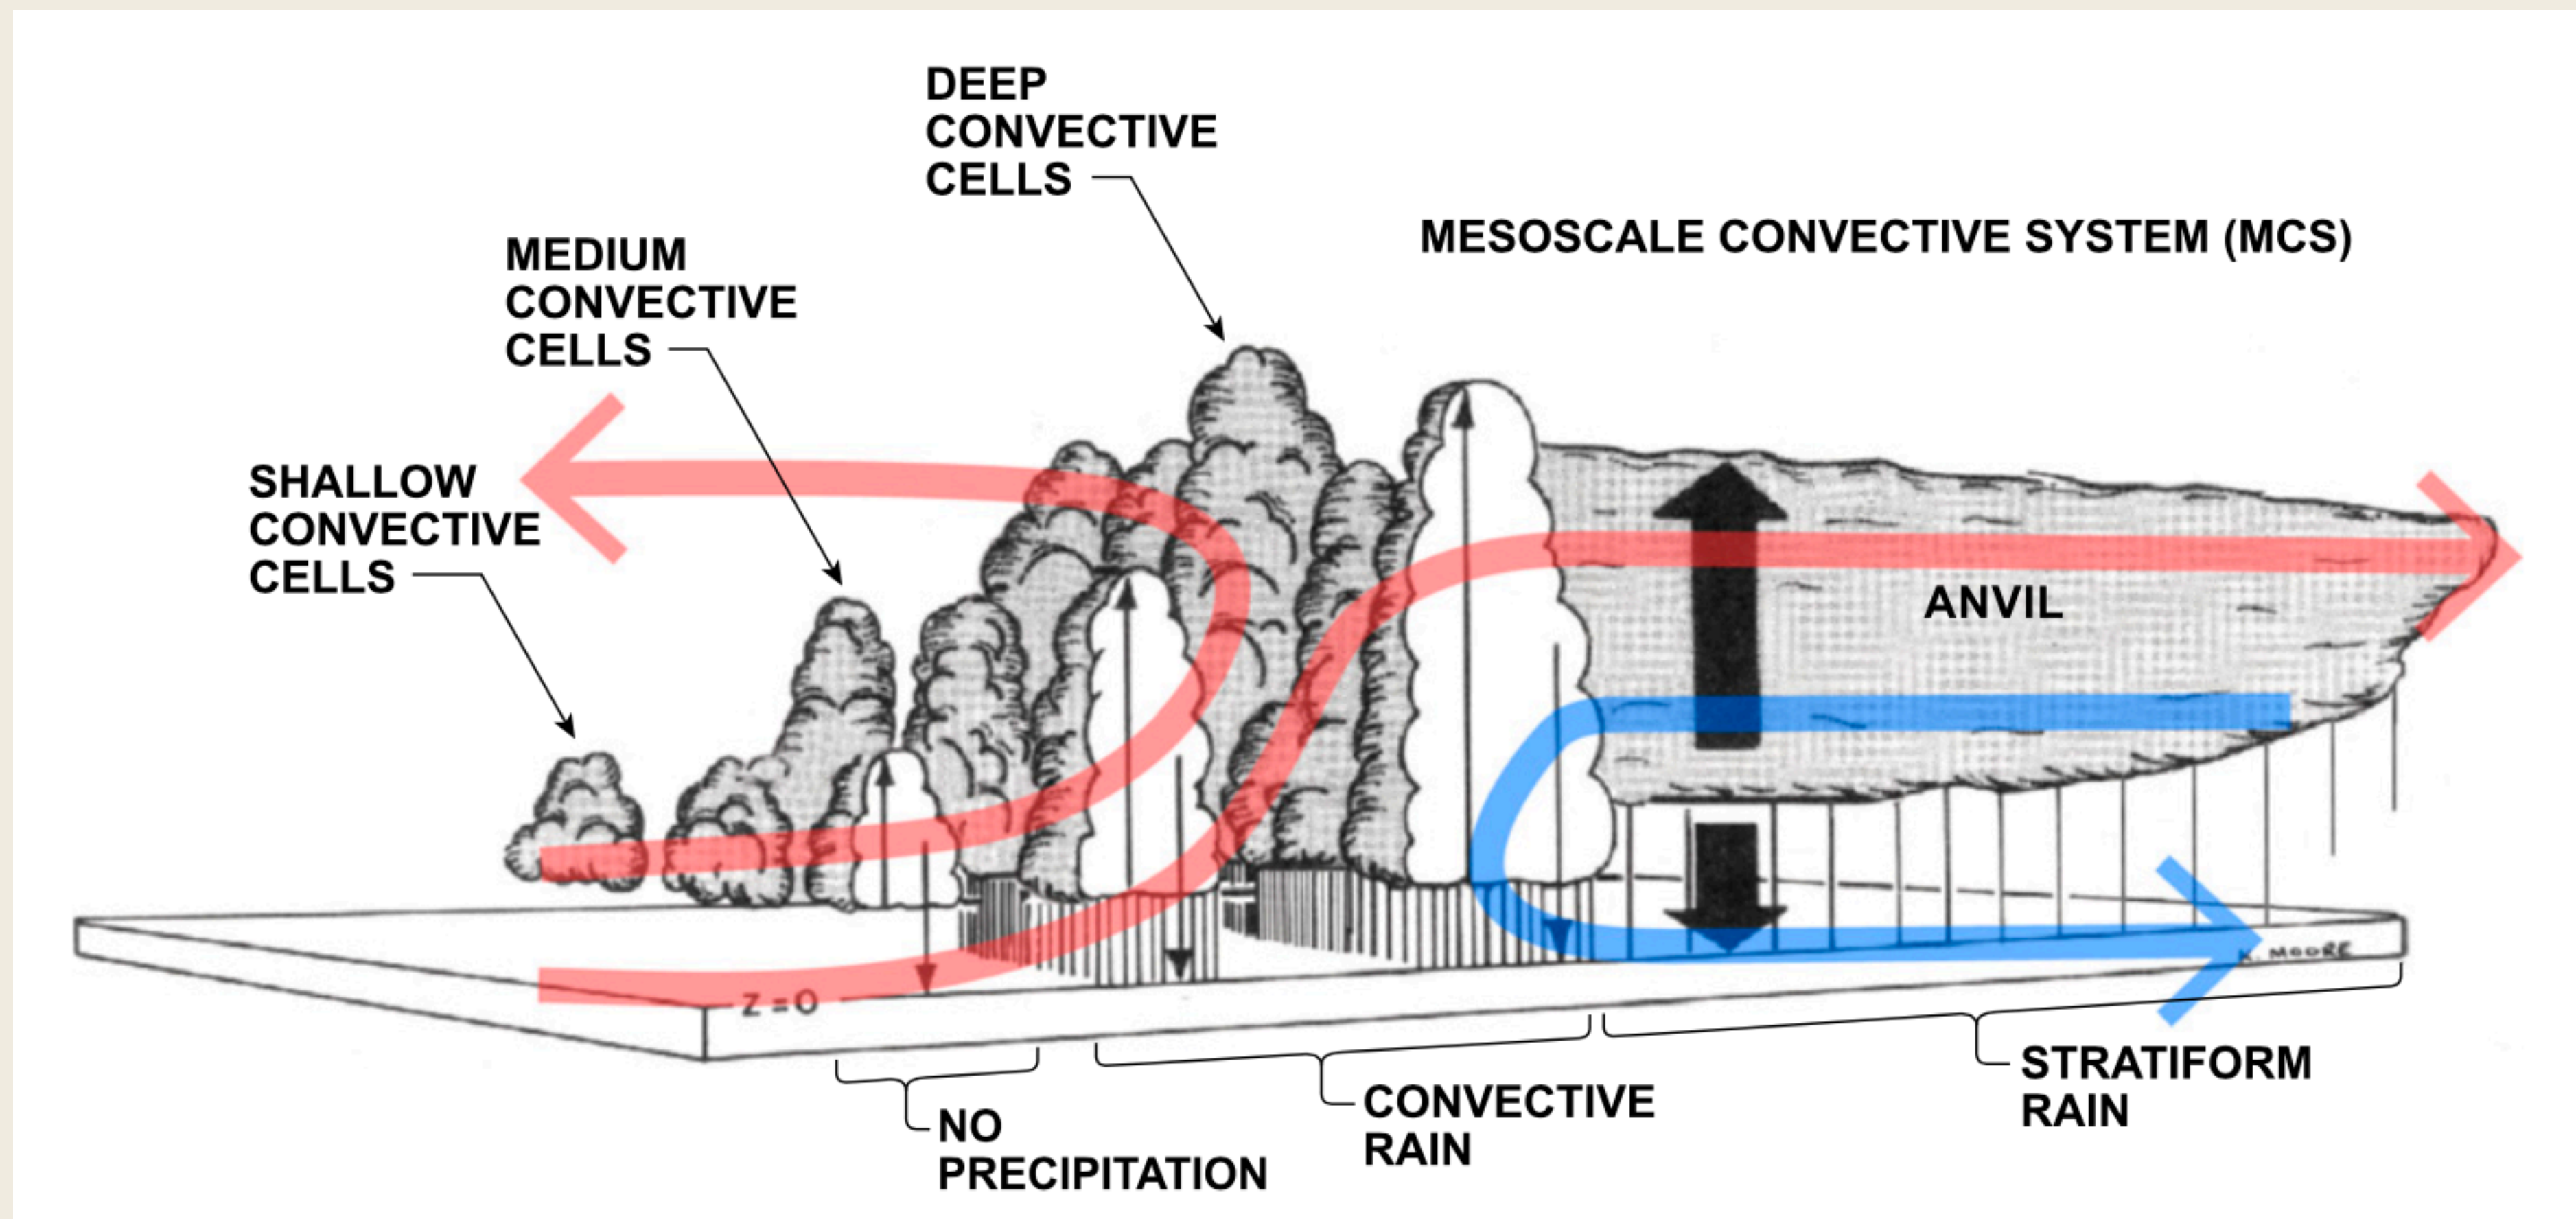 DEEP
CONVECTIVE
CELLS
MESOSCALE CONVECTIVE SYSTEM (MCS)
MEDIUM
CONVECTIVE
CELLS
SHALLOW
CONVECTIVE
CELLS
ANVIL
K. MOORE
Z = O
STRATIFORM
RAIN
CONVECTIVE
RAIN
NO
PRECIPITATION